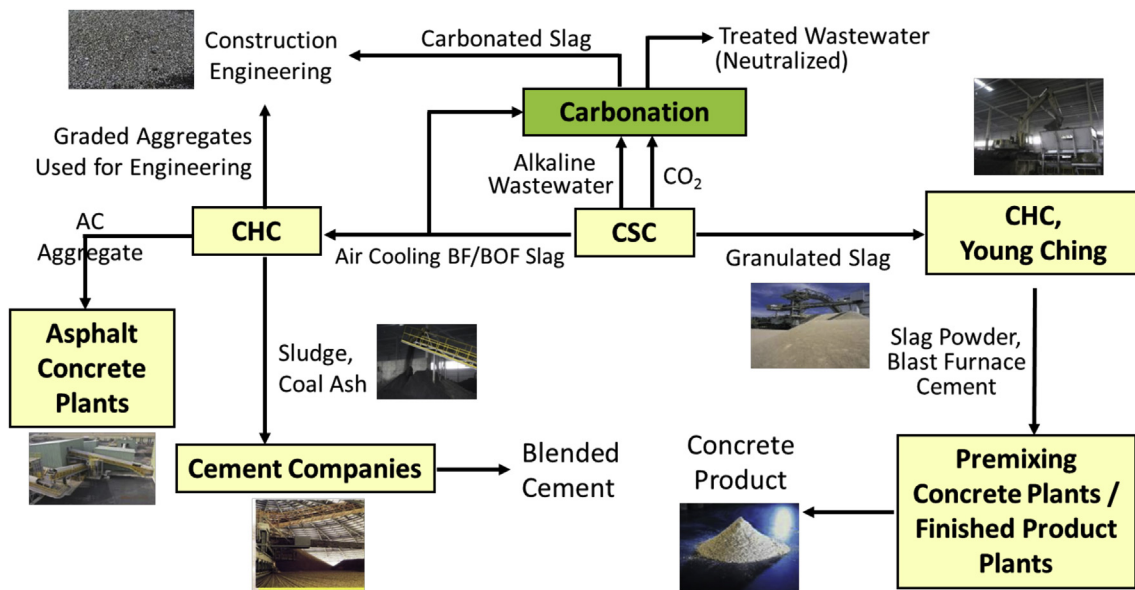 Construction
Engineering
Carbonated Slag
Treated Wastewater
(Neutralized)
Carbonation
Graded Aggregates
Used for Engineering
Alkaline
Wastewater
CO₂
AC
Aggregate
CHC
Air Cooling BF/BOF Slag
CSC
Granulated Slag
CHC,
Young Ching
Asphalt
Concrete
Plants
Sludge,
Coal Ash
Slag Powder,
Blast Furnace
Cement
Cement Companies
Blended
Cement
Concrete
Product
Premixing
Concrete Plants /
Finished Product
Plants